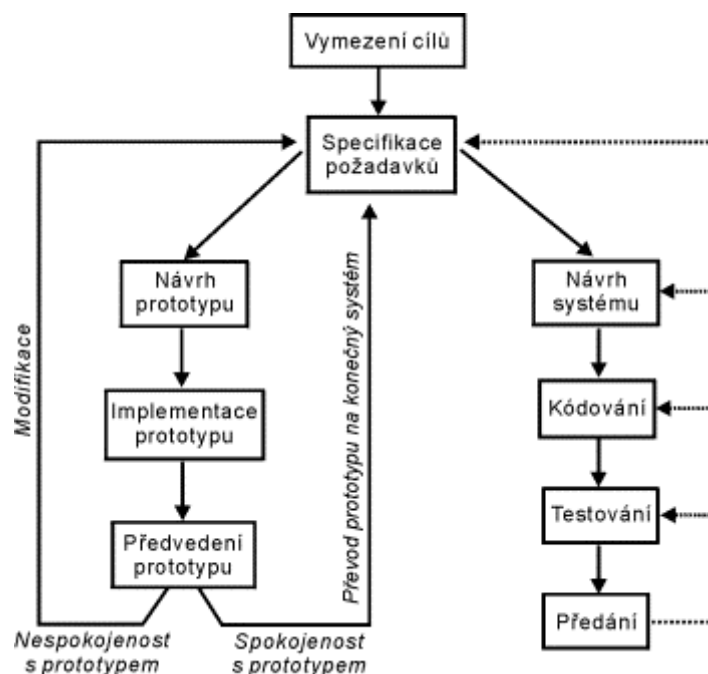 Vymezení cílů
Specifikace
požadavků
Návrh
prototypu
Implementace
prototypu
Předvedení
prototypu
Modifikace
Převod prototypu na konečný systém
Nespokojenost
s prototypem
Spokojenost
s prototypem
Návrh
systému
Kódování
Testování
Předání